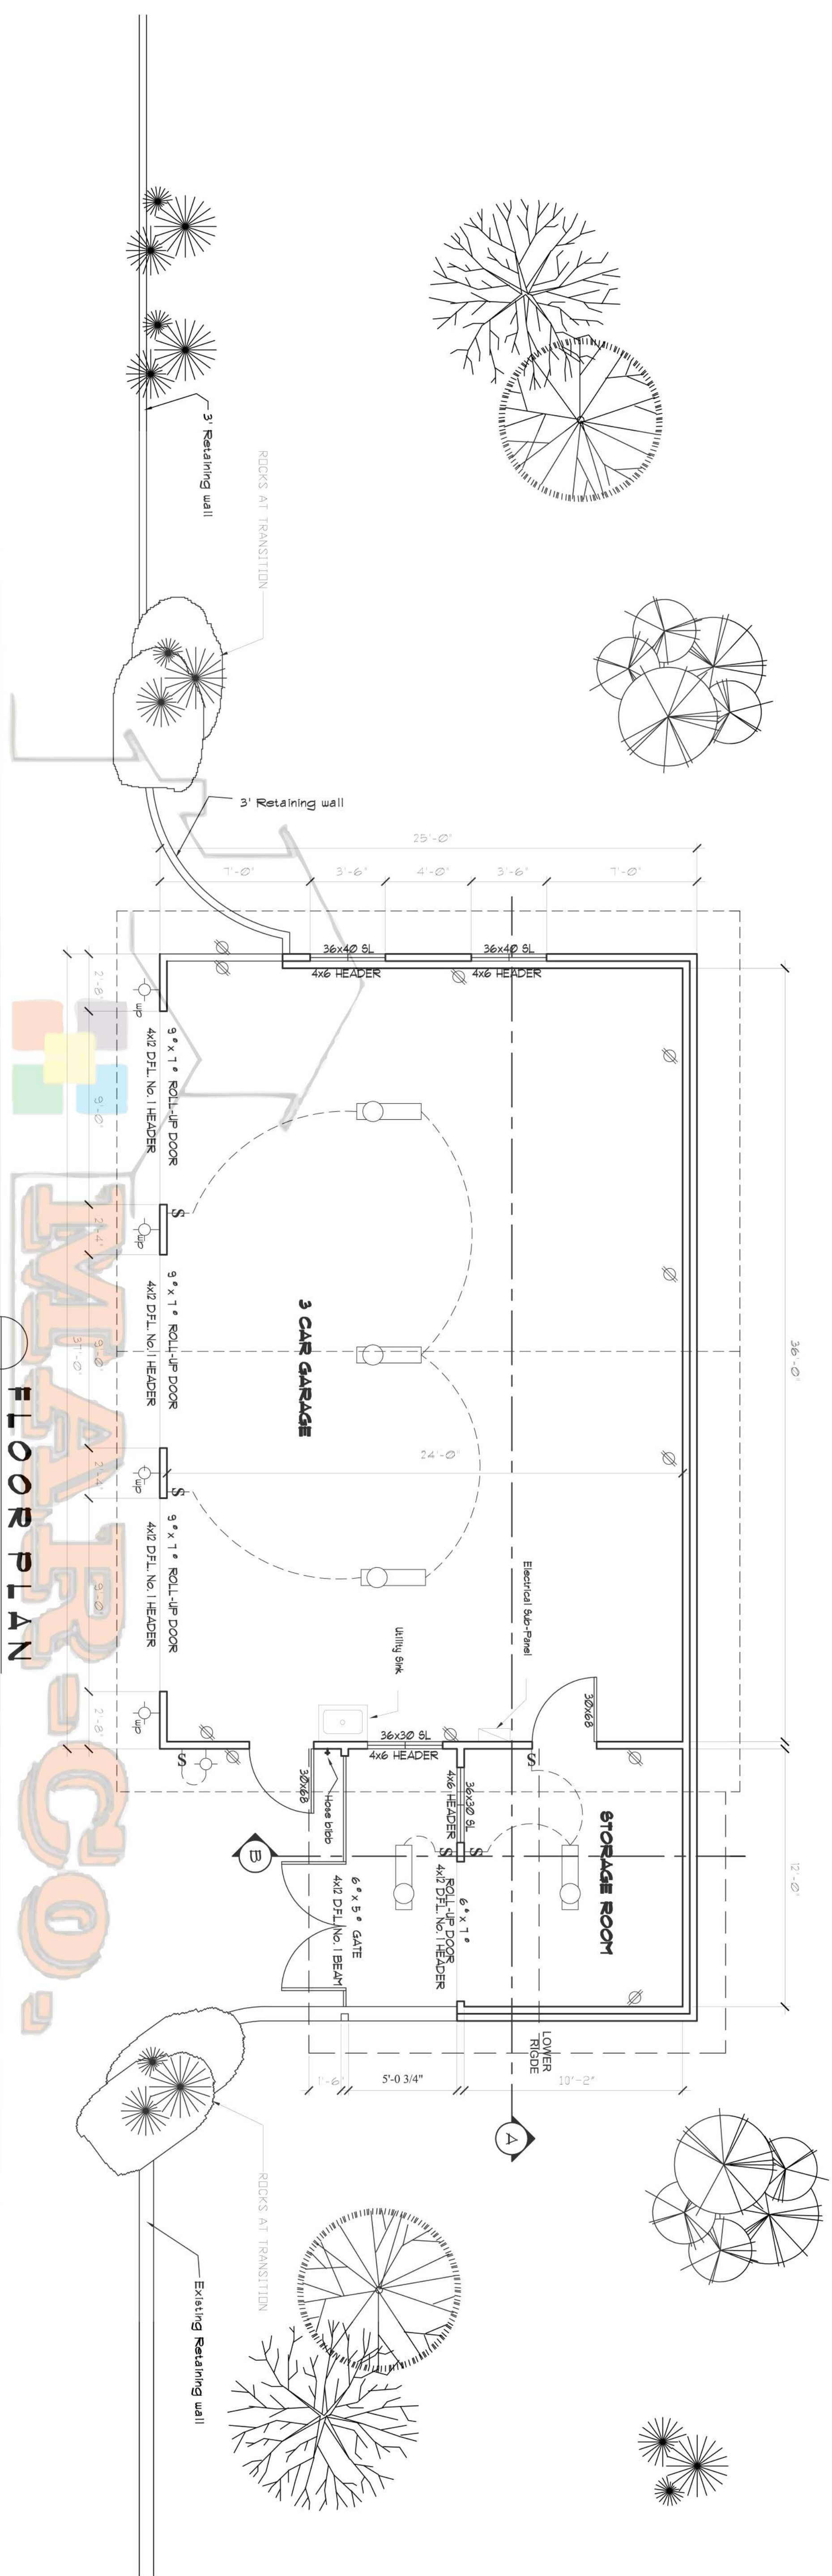 3' Retaining wall
ROCKS AT TRANSITION
3' Retaining wall
25'-0"
7'-0"
3'-6"
4'-0"
3'-6"
7'-0"
36x40 SL
4x6 HEADER
36x40 SL
4x6 HEADER
2'-8"
wp
9° x 7° ROLL-UP DOOR
4x12 D.F.L. No. 1 HEADER
9'-0"
2'-4"
S
wp
9° x 7° ROLL-UP DOOR
4x12 D.F.L. No. 1 HEADER
9'-0"
37'-0"
3 CAR GARAGE
36'-0"
24'-0"
2'-4"
S
wp
9° x 7° ROLL-UP DOOR
4x12 D.F.L. No. 1 HEADER
9'-0"
2'-8"
wp
Electrical Sub-Panel
Utility Sink
30x68
36x30 SL
4x6 HEADER
S
S
30x68
Hose bibb
36x30 SL
4x6 HEADER
S
S
STORAGE ROOM
12'-0"
B
6° x 7°
ROLL-UP DOOR
4x12 D.F.L. No. 1 HEADER
6° x 5° GATE
4x12 D.F.L. No. 1 BEAM
LOWER
RIGDE
1'-6"
5'-0 3/4"
10'-2"
A
ROCKS AT TRANSITION
Existing Retaining wall
FLOOR PLAN
MAR-CO.